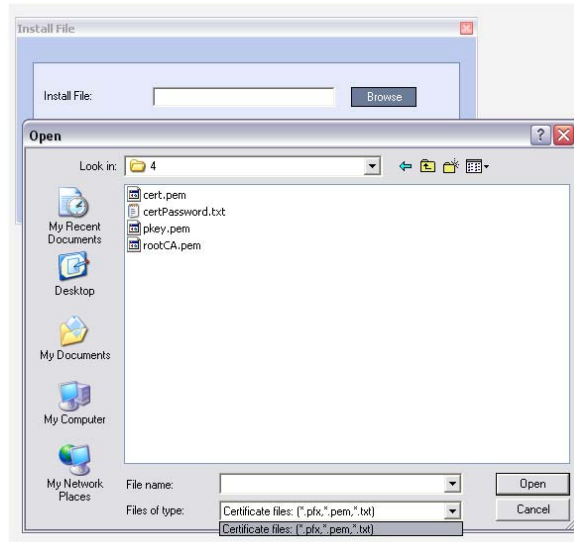 Install File
Install File:
Browse
Open
Look in:
4
cert.pem
certPassword.txt
pkey.pem
rootCA.pem
My Recent
Documents
Desktop
My Documents
My Computer
My Network
Places
File name:
Open
Files of type:
Certificate files: (*.pfx,*.pem,*.txt)
Cancel
Certificate files: (*.pfx,*.pem,*.txt)